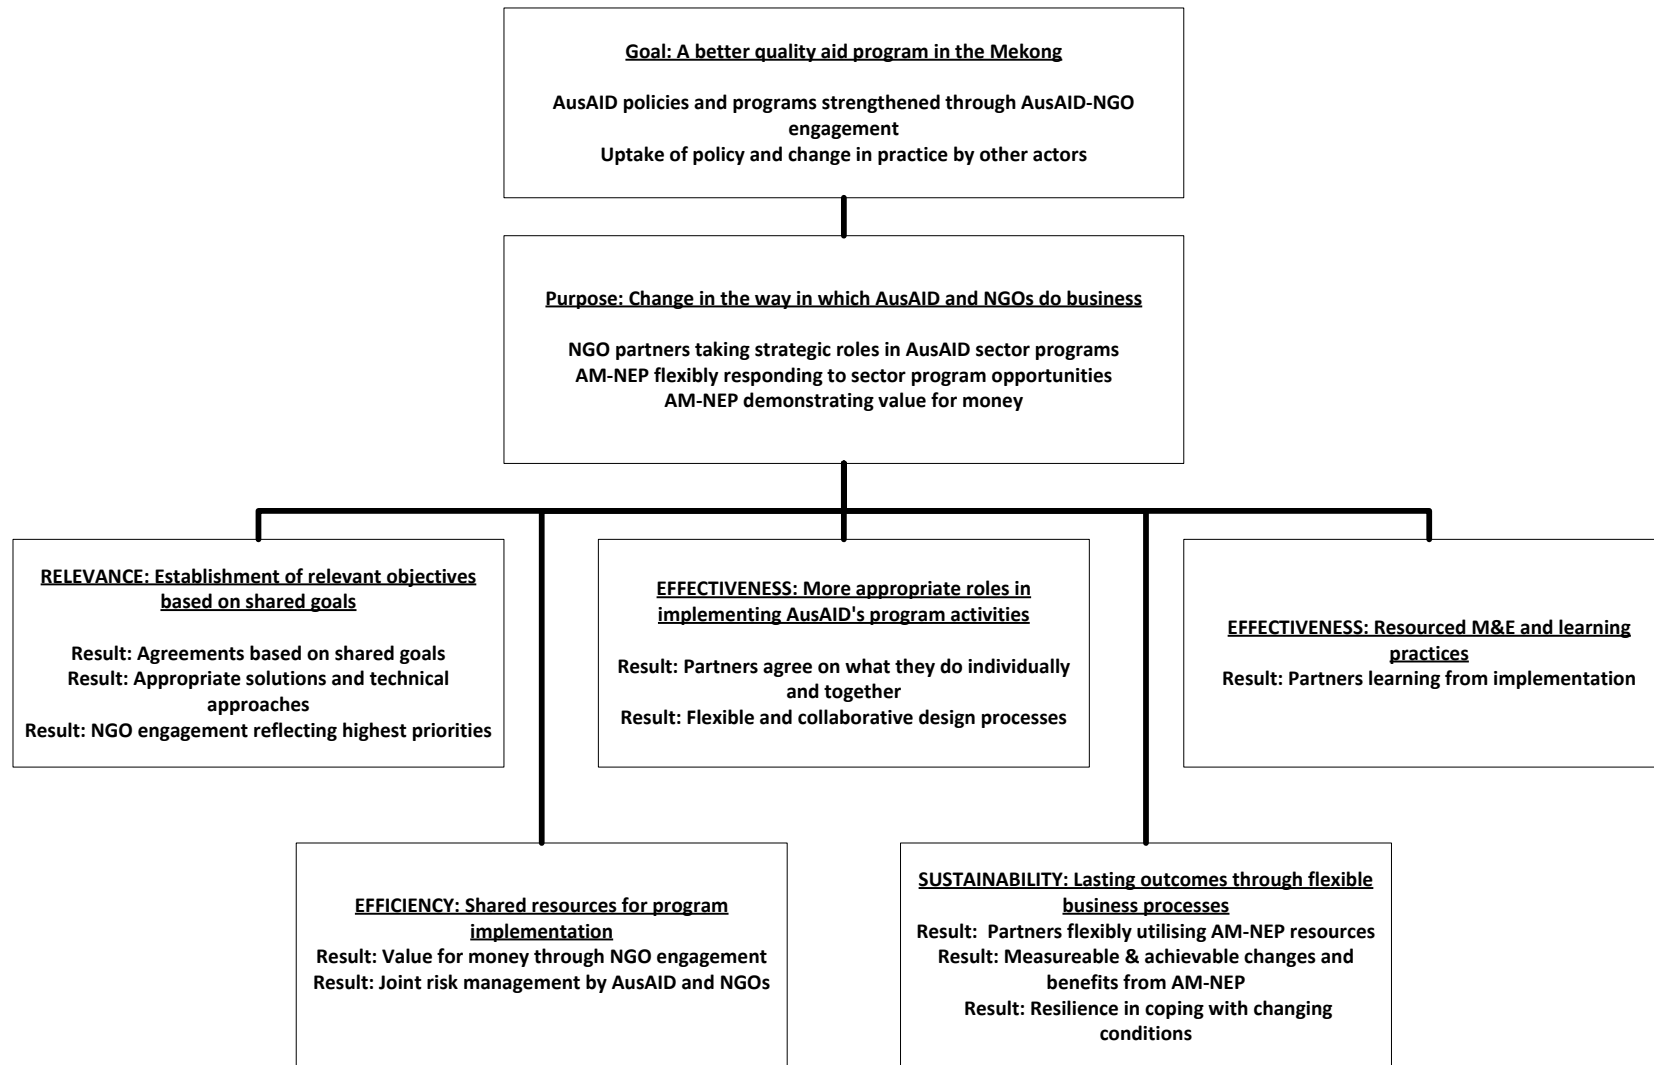 Goal: A better quality aid program in the Mekong
AusAID policies and programs strengthened through AusAID-NGO
engagement
Uptake of policy and change in practice by other actors
Purpose: Change in the way in which AusAID and NGOs do business
NGO partners taking strategic roles in AusAID sector programs
AM-NEP flexibly responding to sector program opportunities
AM-NEP demonstrating value for money
RELEVANCE: Establishment of relevant objectives
based on shared goals
Result: Agreements based on shared goals
Result: Appropriate solutions and technical
approaches
Result: NGO engagement reflecting highest priorities
EFFECTIVENESS: More appropriate roles in
implementing AusAID's program activities
Result: Partners agree on what they do individually
and together
Result: Flexible and collaborative design processes
EFFECTIVENESS: Resourced M&E and learning
practices
Result: Partners learning from implementation
EFFICIENCY: Shared resources for program
implementation
Result: Value for money through NGO engagement
Result: Joint risk management by AusAID and NGOs
SUSTAINABILITY: Lasting outcomes through flexible
business processes
Result:  Partners flexibly utilising AM-NEP resources
Result: Measureable & achievable changes and
benefits from AM-NEP
Result: Resilience in coping with changing
conditions